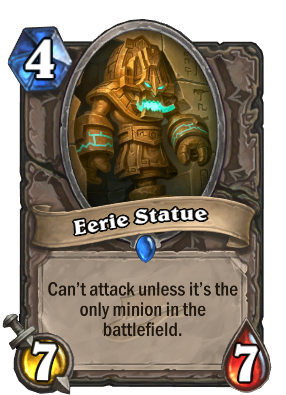 4
Eerie Statue
Can't attack unless it's the
only minion in the
battlefield.
7
7